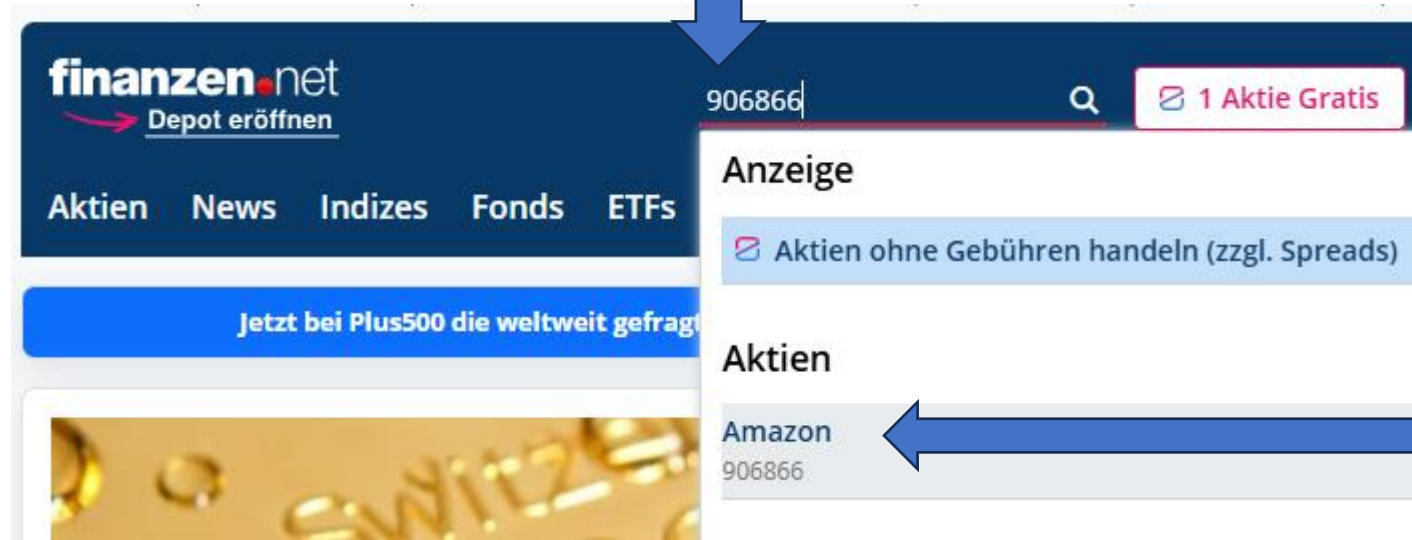 finanzen.net
Depot eröffnen
906866
1 Aktie Gratis
Aktien News Indizes Fonds ETFs
Anzeige
Aktien ohne Gebühren handeln (zzgl. Spreads)
Jetzt bei Plus500 die weltweit gefragt
Aktien
Amazon
906866